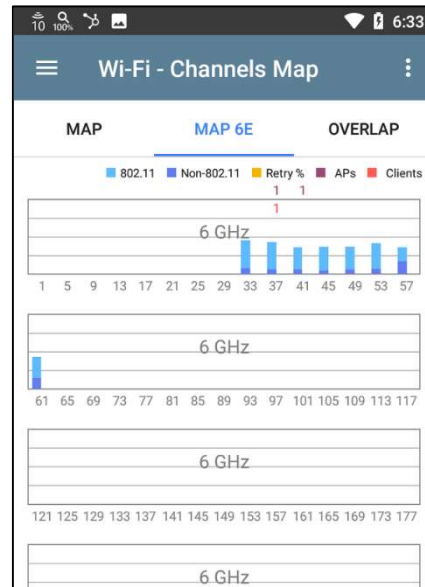 10 100% 6:33
Wi-Fi - Channels Map
MAP MAP 6E OVERLAP
802.11 Non-802.11 Retry % APs Clients
1 1
1
6 GHz
1 5 9 13 17 21 25 29 33 37 41 45 49 53 57
6 GHz
61 65 69 73 77 81 85 89 93 97 101 105 109 113 117
6 GHz
121 125 129 133 137 141 145 149 153 157 161 165 169 173 177
6 GHz